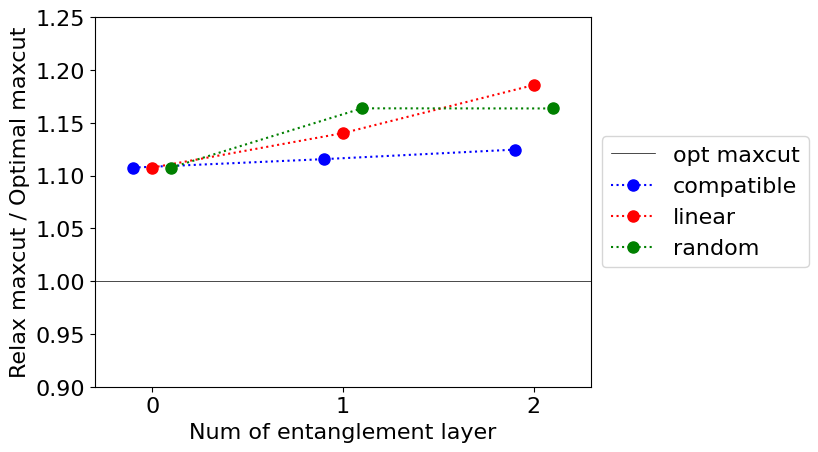 Relax maxcut / Optimal maxcut
1.25
1.20
1.15
1.10
1.05
1.00
0.95
0.90
0
1
2
Num of entanglement layer
opt maxcut
compatible
linear
random